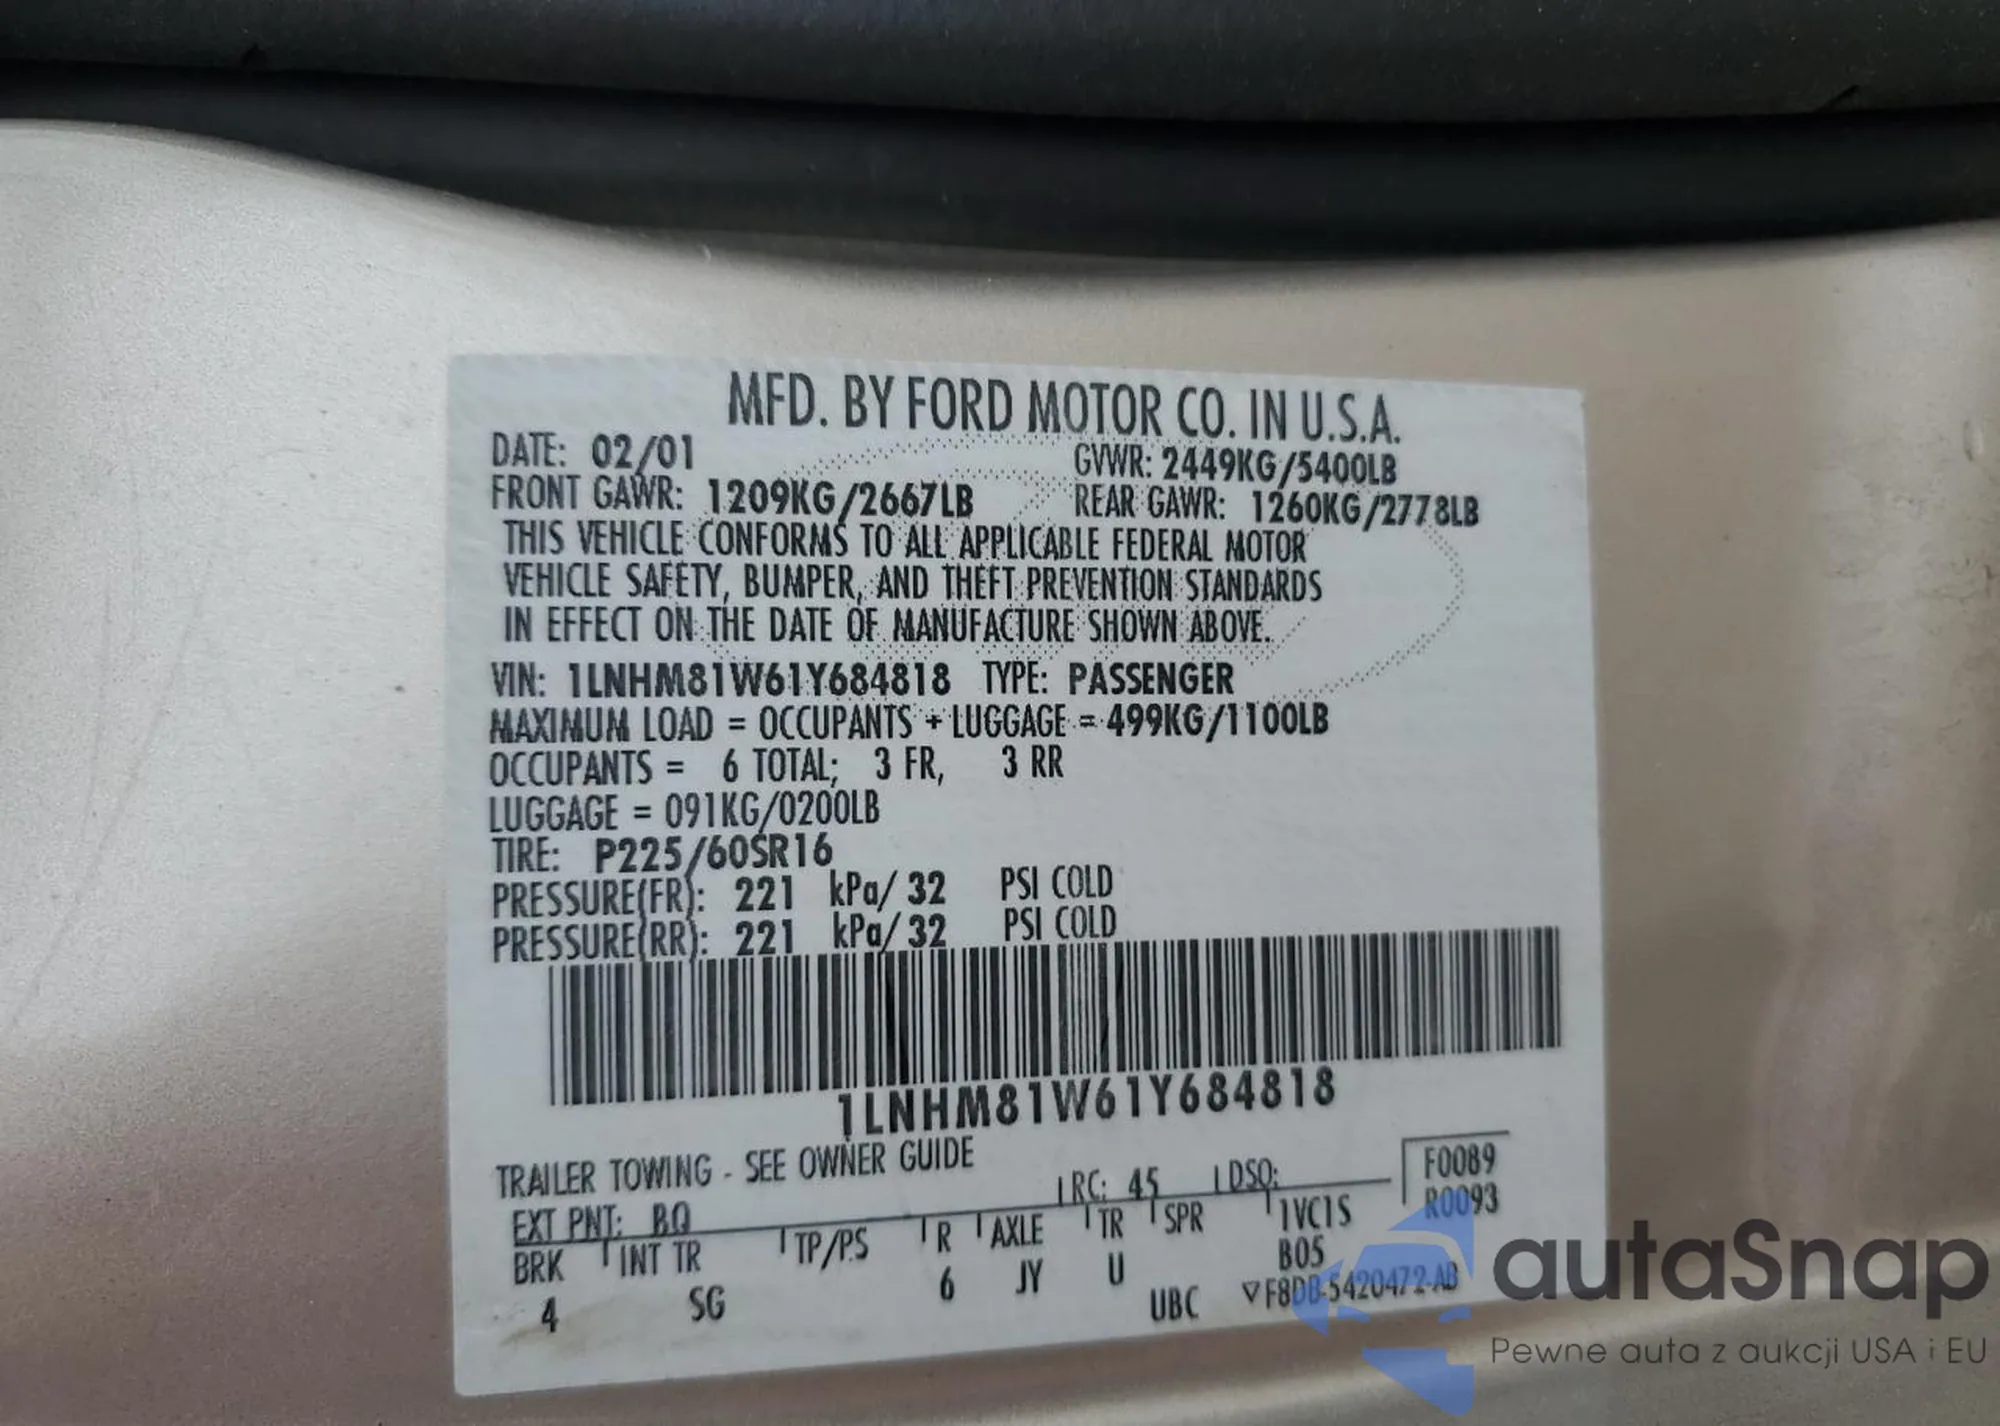 MFD. BY FORD MOTOR CO. IN U.S.A.
DATE: 02/01 GVWR: 2449KG/5400LB
FRONT GAWR: 1209KG/2667LB REAR GAWR: 1260KG/2778LB
THIS VEHICLE CONFORMS TO ALL APPLICABLE FEDERAL MOTOR
VEHICLE SAFETY, BUMPER, AND THEFT PREVENTION STANDARDS
IN EFFECT ON THE DATE OF MANUFACTURE SHOWN ABOVE.
VIN: 1LNHM81W61Y684818 TYPE: PASSENGER
MAXIMUM LOAD = OCCUPANTS + LUGGAGE = 499KG/1100LB
OCCUPANTS = 6 TOTAL; 3 FR, 3 RR
LUGGAGE = 091KG/0200LB
TIRE: P225/60SR16
PRESSURE(FR): 221 kPa/ 32 PSI COLD
PRESSURE(RR): 221 kPa/ 32 PSI COLD
1LNHM81W61Y684818
TRAILER TOWING - SEE OWNER GUIDE
EXT PNT: BQ RC: 45 DSO: F0089
R0093
BRK INT TR TP/PS R AXLE TR SPR 1VC1S
4 SG 6 JY U UBC B05
▽F8DB-5420472-AB
autaSnap
Pewne auta z aukcji USA i EU